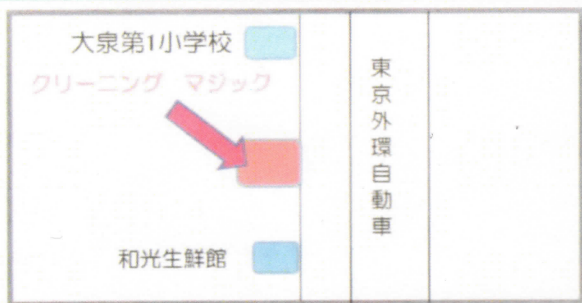 大泉第1小学校
クリーニング マジック
東京外環自動車
和光生鮮館